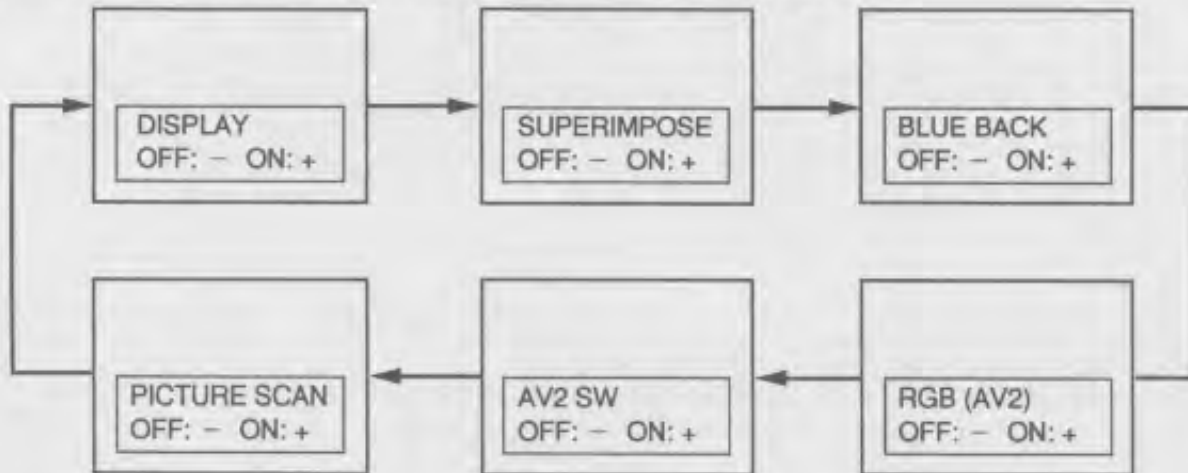 DISPLAY
OFF: − ON: +
SUPERIMPOSE
OFF: − ON: +
BLUE BACK
OFF: − ON: +
PICTURE SCAN
OFF: − ON: +
AV2 SW
OFF: − ON: +
RGB (AV2)
OFF: − ON: +